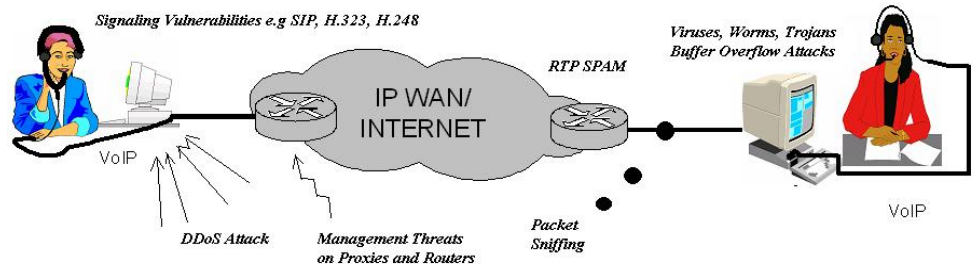 Signaling Vulnerabilities e.g SIP, H.323, H.248
Viruses, Worms, Trojans
Buffer Overflow Attacks
RTP SPAM
IP WAN/
INTERNET
VoIP
VoIP
DDoS Attack
Management Threats
on Proxies and Routers
Packet
Sniffing